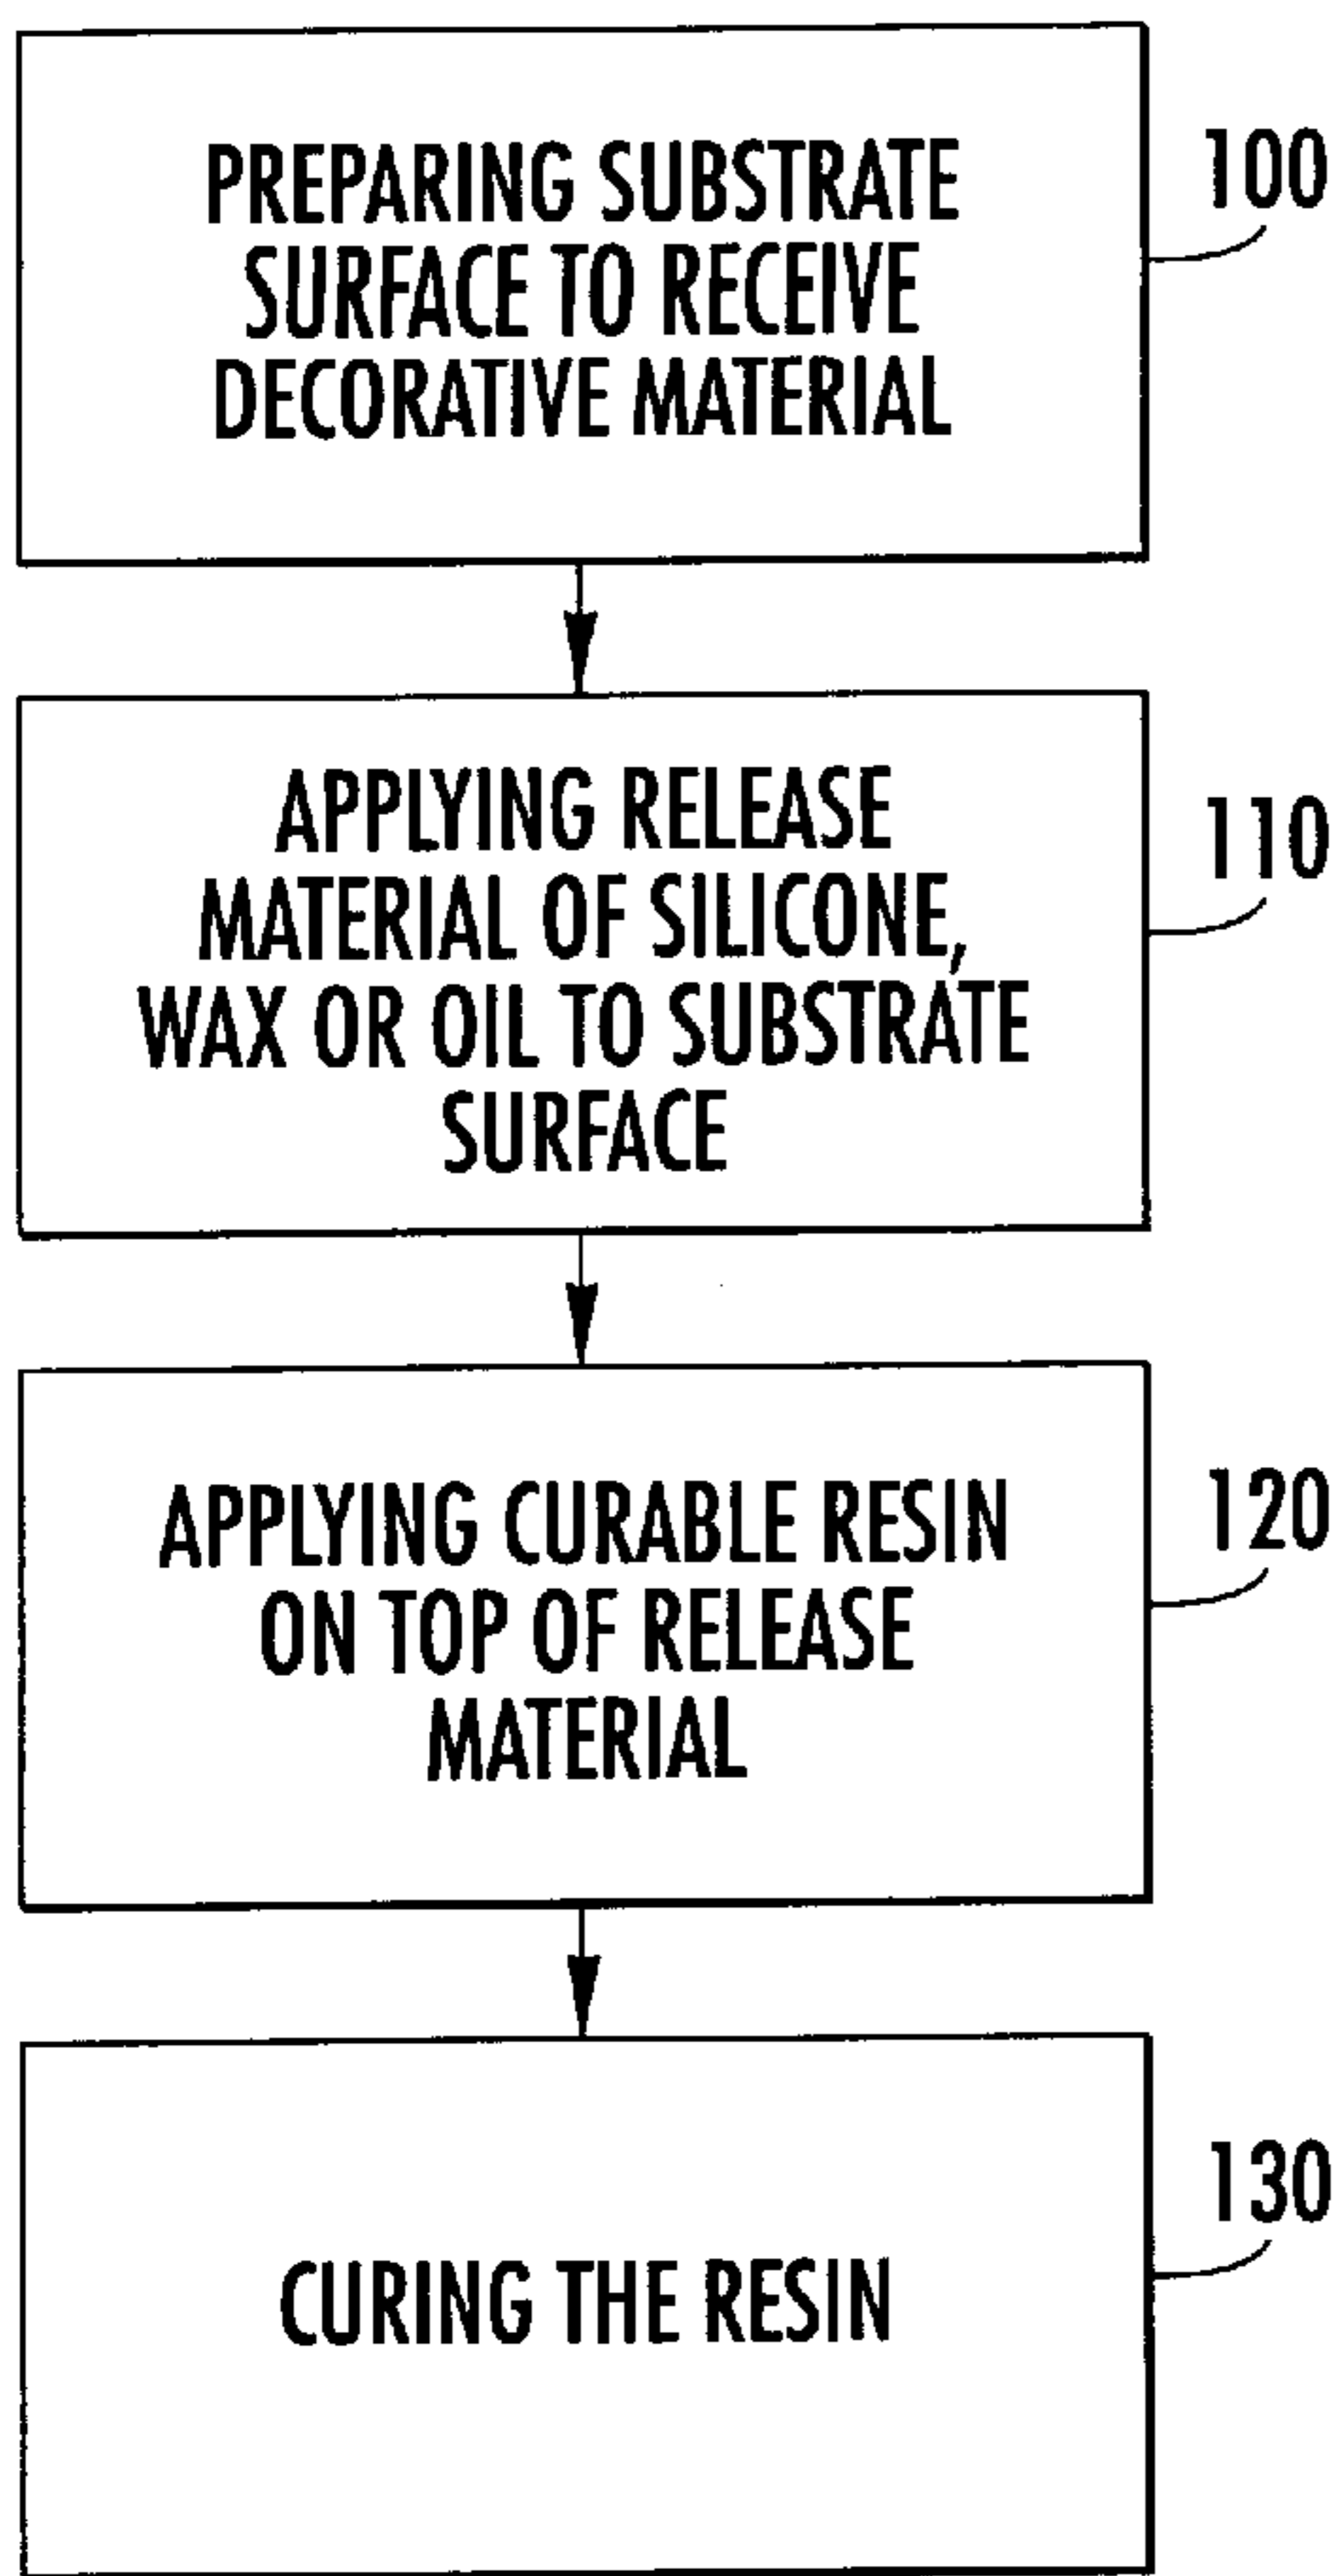 PREPARING SUBSTRATE
SURFACE TO RECEIVE
DECORATIVE MATERIAL
100
APPLYING RELEASE
MATERIAL OF SILICONE,
WAX OR OIL TO SUBSTRATE
SURFACE
110
APPLYING CURABLE RESIN
ON TOP OF RELEASE
MATERIAL
120
CURING THE RESIN
130